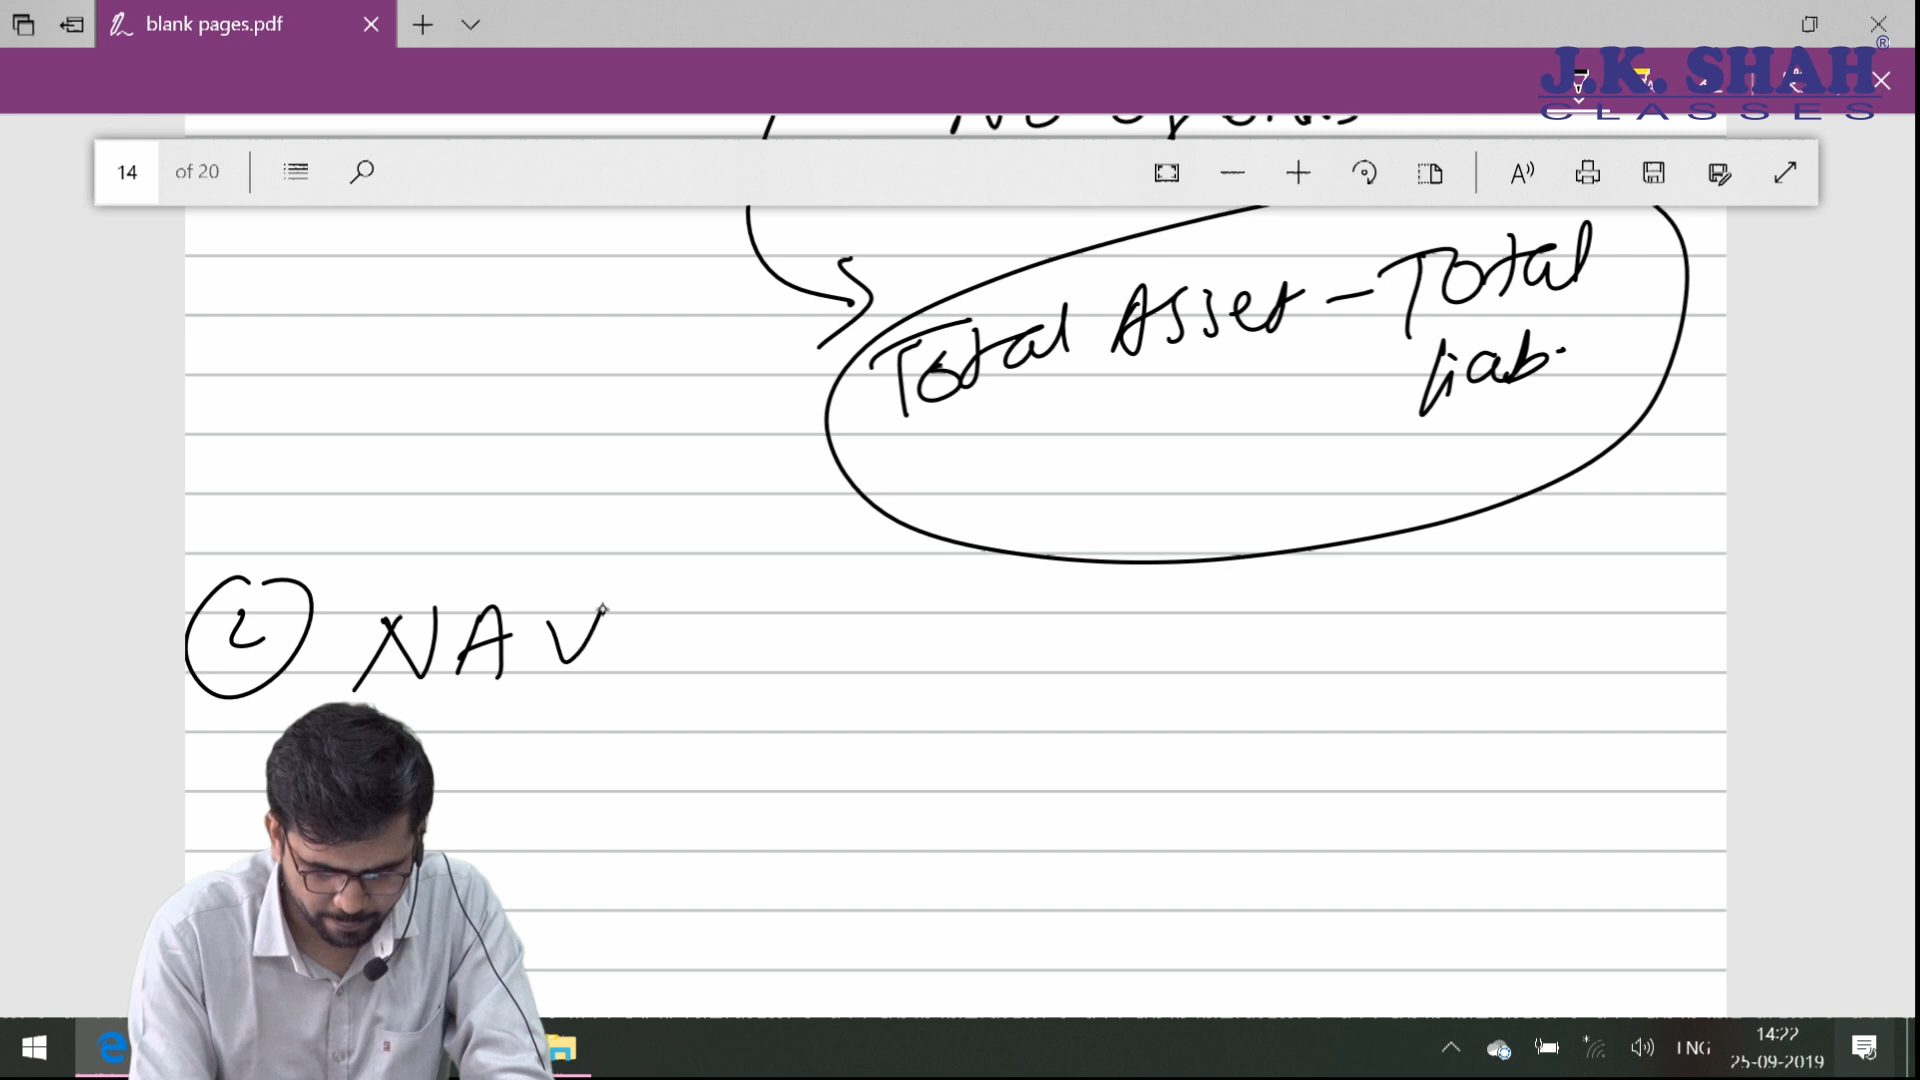 blank pages.pdf
J.K. SHAH®
CLASSES
14 of 20
Total Asset - Total
Liab.
2 NAV
ENG
14:22
25-09-2019